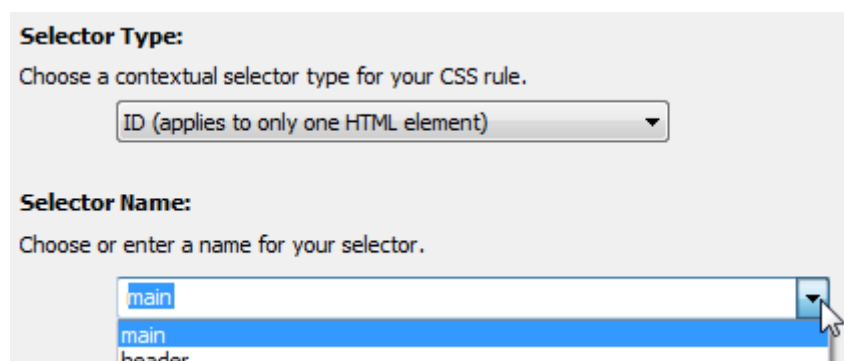 Selector Type:
Choose a contextual selector type for your CSS rule.
ID (applies to only one HTML element)
Selector Name:
Choose or enter a name for your selector.
main
main
header